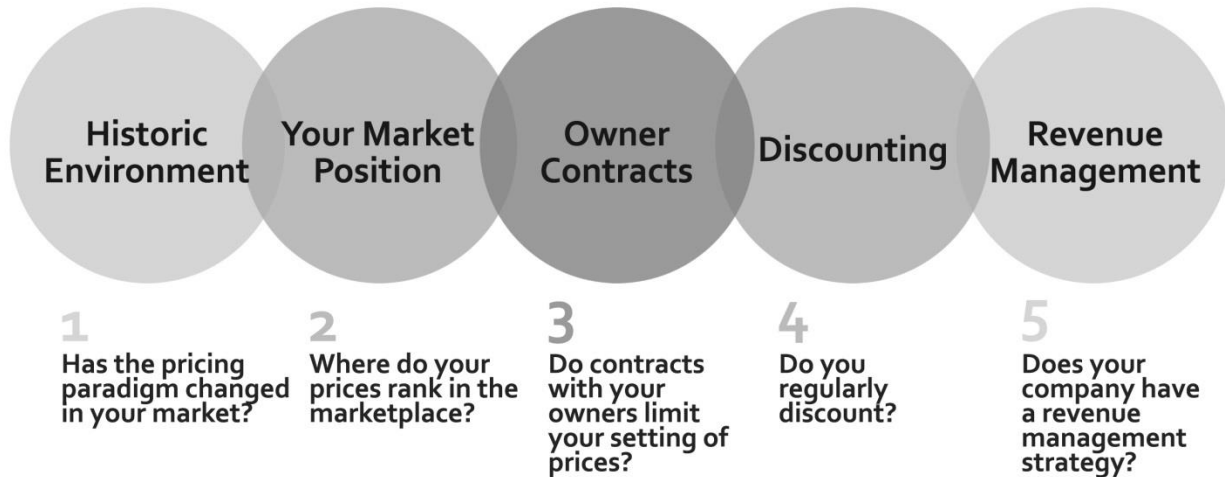 Historic
Environment
Your Market
Position
Owner
Contracts
Discounting
Revenue
Management
1
Has the pricing
paradigm changed
in your market?
2
Where do your
prices rank in the
marketplace?
3
Do contracts
with your
owners limit
your setting of
prices?
4
Do you
regularly
discount?
5
Does your
company have
a revenue
management
strategy?